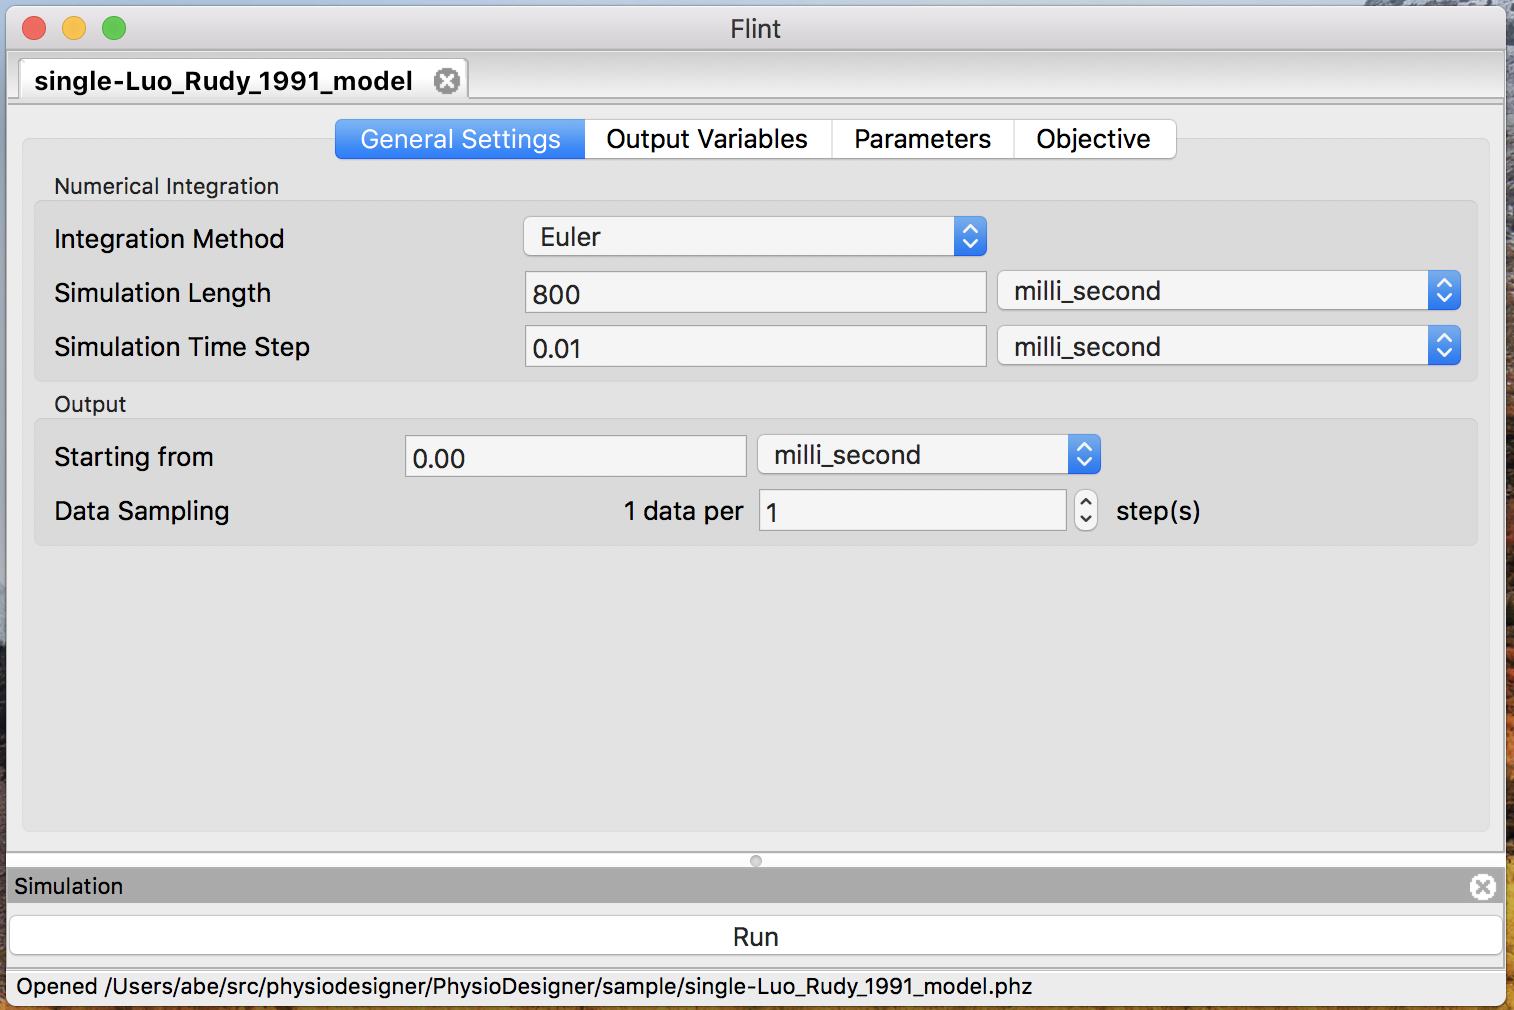 Flint
single-Luo_Rudy_1991_model
General Settings Output Variables Parameters Objective
Numerical Integration
Integration Method Euler
Simulation Length 800 milli_second
Simulation Time Step 0.01 milli_second
Output
Starting from 0.00 milli_second
Data Sampling 1 data per 1 step(s)
Simulation
Run
Opened /Users/abe/src/physiodesigner/PhysioDesigner/sample/single-Luo_Rudy_1991_model.phz